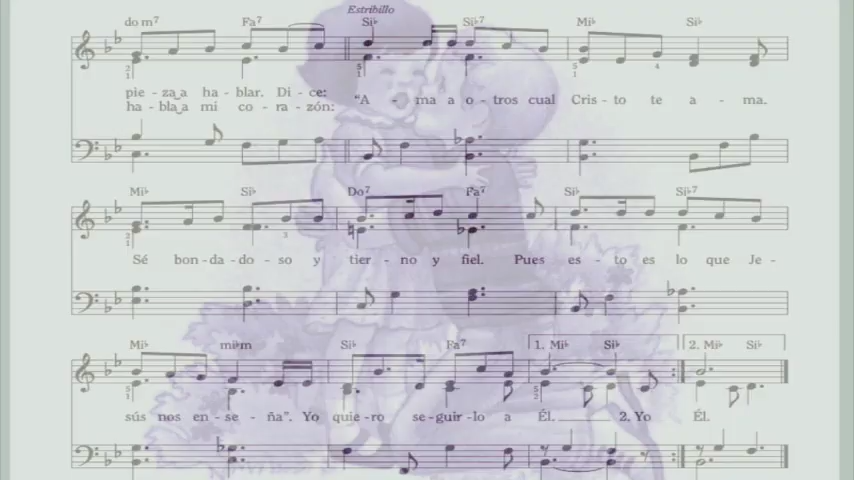 Estribillo
do m7 Fa7 Si♭ Si♭7 Mi♭ Si♭
pie - za‿a ha - blar. Di - ce: "A - ma a o - tros cual Cris - to te a - ma.
ha - bla‿a mi co - ra - zón:
Mi♭ Si♭ Do7 Fa7 Si♭ Si♭7
Sé bon - da - do - so y tier - no y fiel. Pues es - to es lo que Je -
Mi♭ mi♭m Si♭ Fa7 1. Mi♭ Si♭ 2. Mi♭ Si♭
sús nos en - se - ña". Yo quie - ro se - guir - lo a Él. 2. Yo Él.